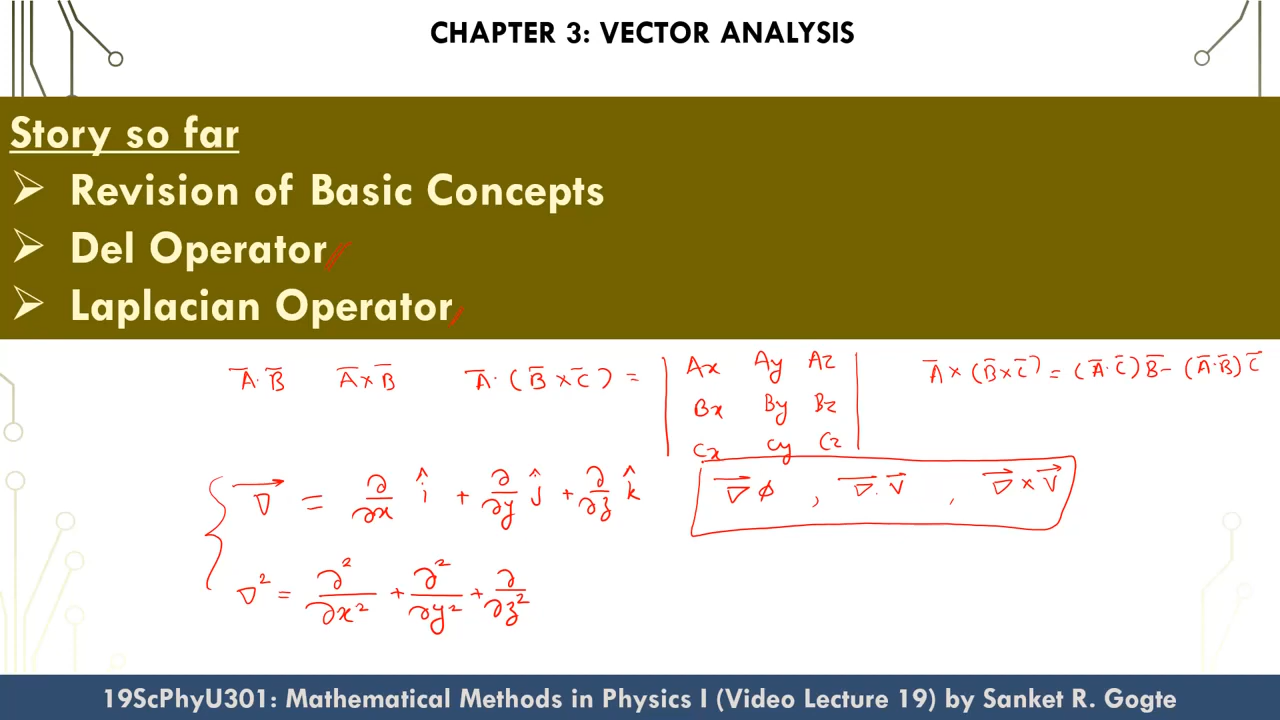 CHAPTER 3: VECTOR ANALYSIS
Story so far
➢ Revision of Basic Concepts
➢ Del Operator
➢ Laplacian Operator
A̅·B̅   A̅×B̅   A̅·(B̅×C̅) = | Ax Ay Az   A̅×(B̅×C̅) = (A̅·C̅)B̅ − (A̅·B̅)C̅
Bx By Bz
Cx Cy Cz |
∇⃗ = ∂/∂x î + ∂/∂y ĵ + ∂/∂z k̂   ∇⃗φ , ∇⃗·V⃗ , ∇⃗×V⃗
∇² = ∂²/∂x² + ∂²/∂y² + ∂/∂z²
19ScPhyU301: Mathematical Methods in Physics I (Video Lecture 19) by Sanket R. Gogte